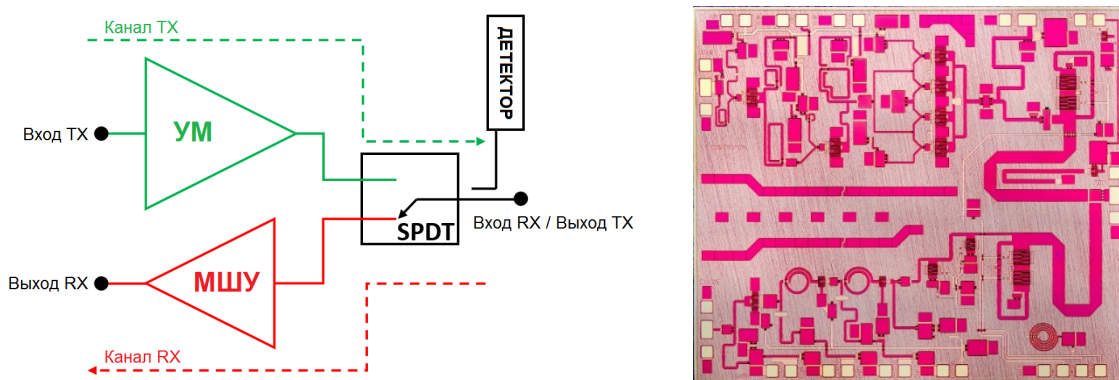 Канал TX
ДЕТЕКТОР
Вход TX
УМ
SPDT
Вход RX / Выход TX
Выход RX
МШУ
Канал RX